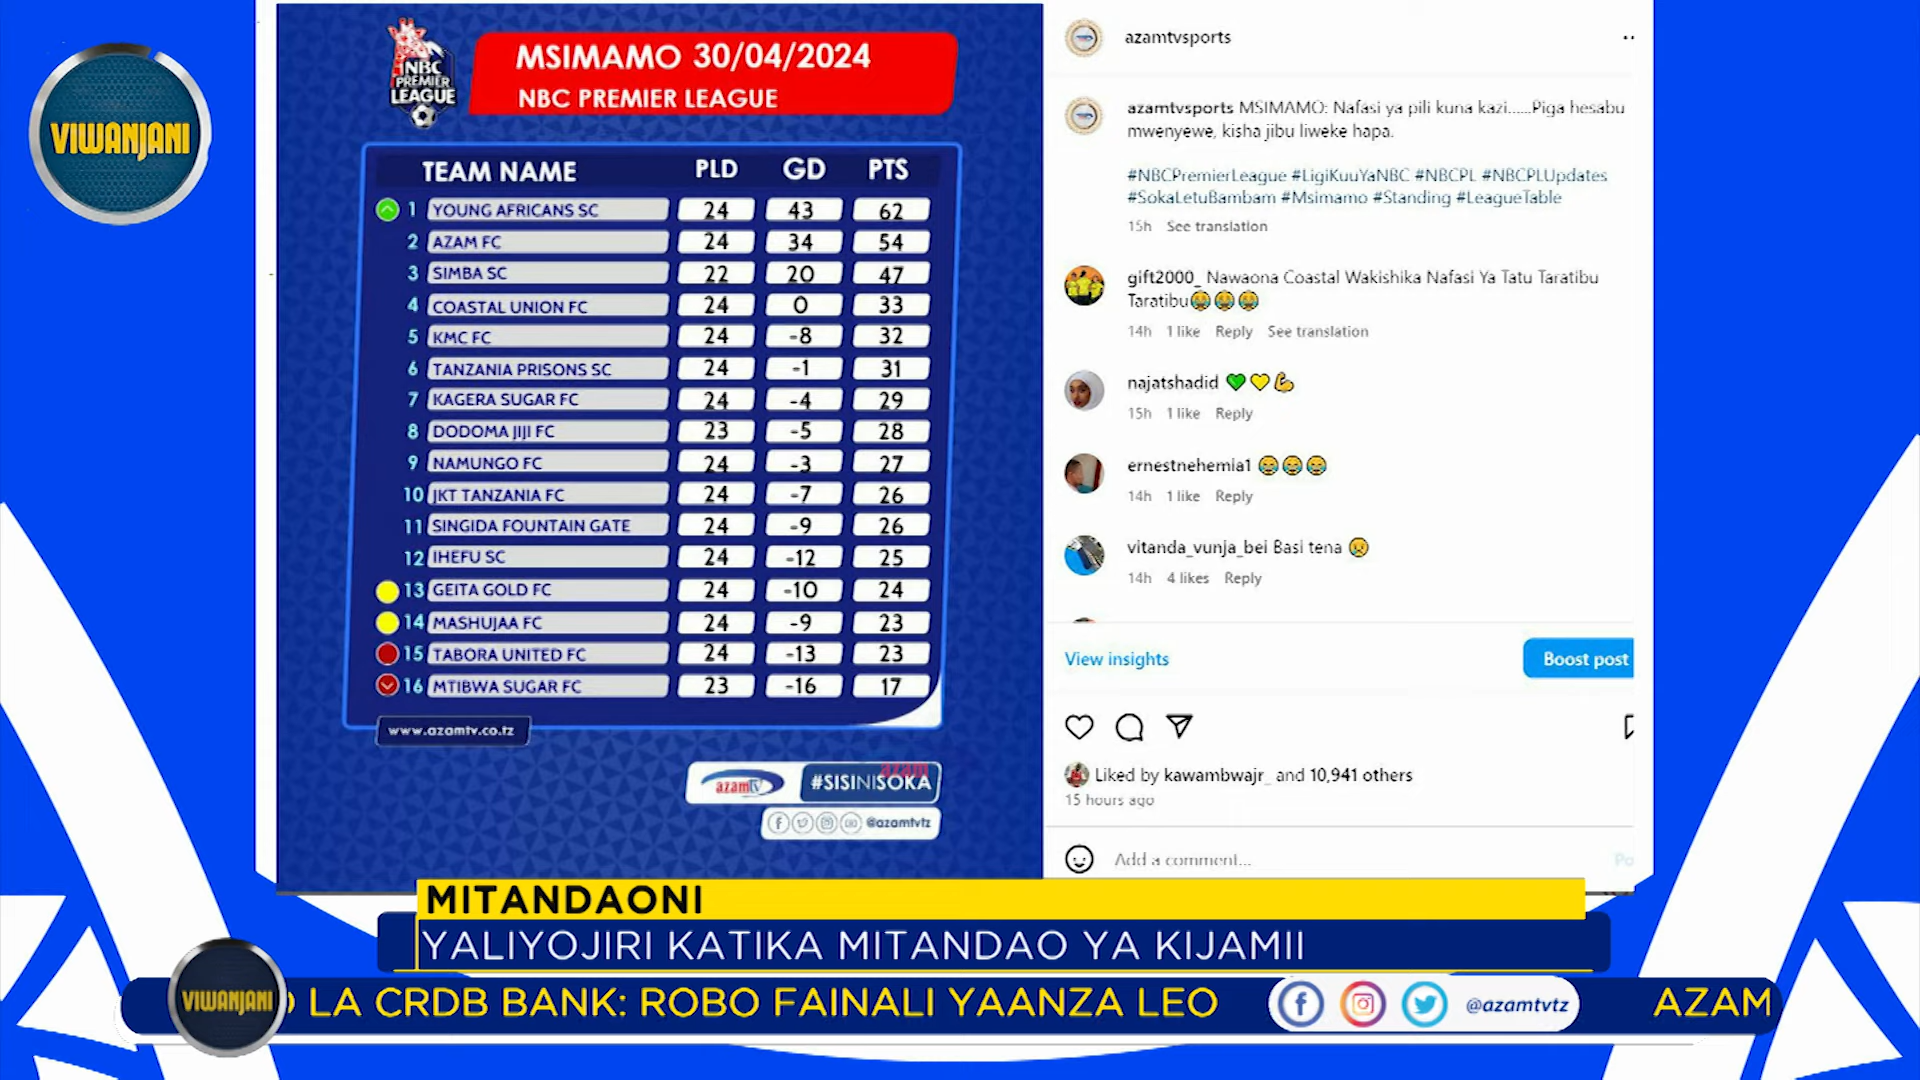 VIWANJANI
NBC
PREMIER
LEAGUE
MSIMAMO 30/04/2024
NBC PREMIER LEAGUE
TEAM NAME PLD GD PTS
1 YOUNG AFRICANS SC 24 43 62
2 AZAM FC 24 34 54
3 SIMBA SC 22 20 47
4 COASTAL UNION FC 24 0 33
5 KMC FC 24 -8 32
6 TANZANIA PRISONS SC 24 -1 31
7 KAGERA SUGAR FC 24 -4 29
8 DODOMA JIJI FC 23 -5 28
9 NAMUNGO FC 24 -3 27
10 JKT TANZANIA FC 24 -7 26
11 SINGIDA FOUNTAIN GATE 24 -9 26
12 IHEFU SC 24 -12 25
13 GEITA GOLD FC 24 -10 24
14 MASHUJAA FC 24 -9 23
15 TABORA UNITED FC 24 -13 23
16 MTIBWA SUGAR FC 23 -16 17
www.azamtv.co.tz
azam tv #SISINISOKA
azam
@azamtvtz
azamtvsports
azamtvsports MSIMAMO: Nafasi ya pili kuna kazi......Piga hesabu
mwenyewe, kisha jibu liweke hapa.
#NBCPremierLeague #LigiKuuYaNBC #NBCPL #NBCPLUpdates
#SokaLetuBambam #Msimamo #Standing #LeagueTable
15h See translation
gift2000_ Nawaona Coastal Wakishika Nafasi Ya Tatu Taratibu
Taratibu😂😂😂
14h 1 like Reply See translation
najatshadid 💚💛💪
15h 1 like Reply
ernestnehemia1 😂😂😂
14h 1 like Reply
vitanda_vunja_bei Basi tena 😢
14h 4 likes Reply
View insights Boost post
Liked by kawambwajr_ and 10,941 others
15 hours ago
Add a comment... Po
MITANDAONI
YALIYOJIRI KATIKA MITANDAO YA KIJAMII
VIWANJANI
LA CRDB BANK: ROBO FAINALI YAANZA LEO @azamtvtz AZAM